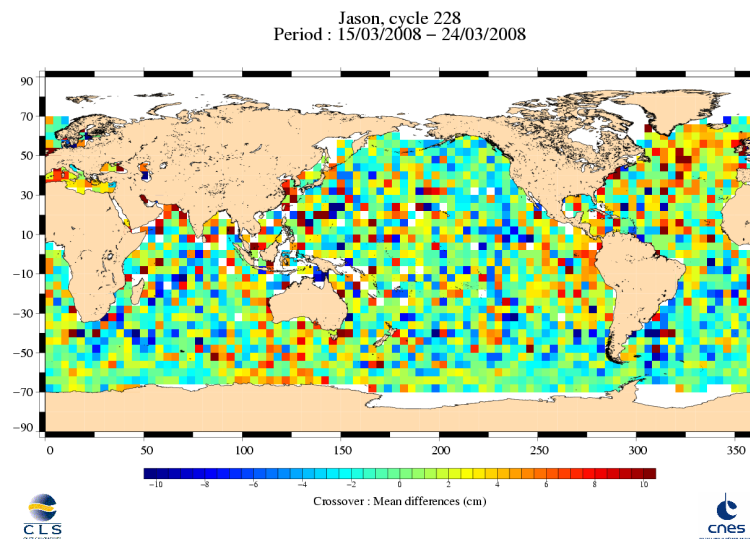 Jason, cycle 228
Period : 15/03/2008 − 24/03/2008
90
70
50
30
10
−10
−30
−50
−70
−90
0 50 100 150 200 250 300 350
−10 −8 −6 −4 −2 0 2 4 6 8 10
Crossover : Mean differences (cm)
CLS
cnes